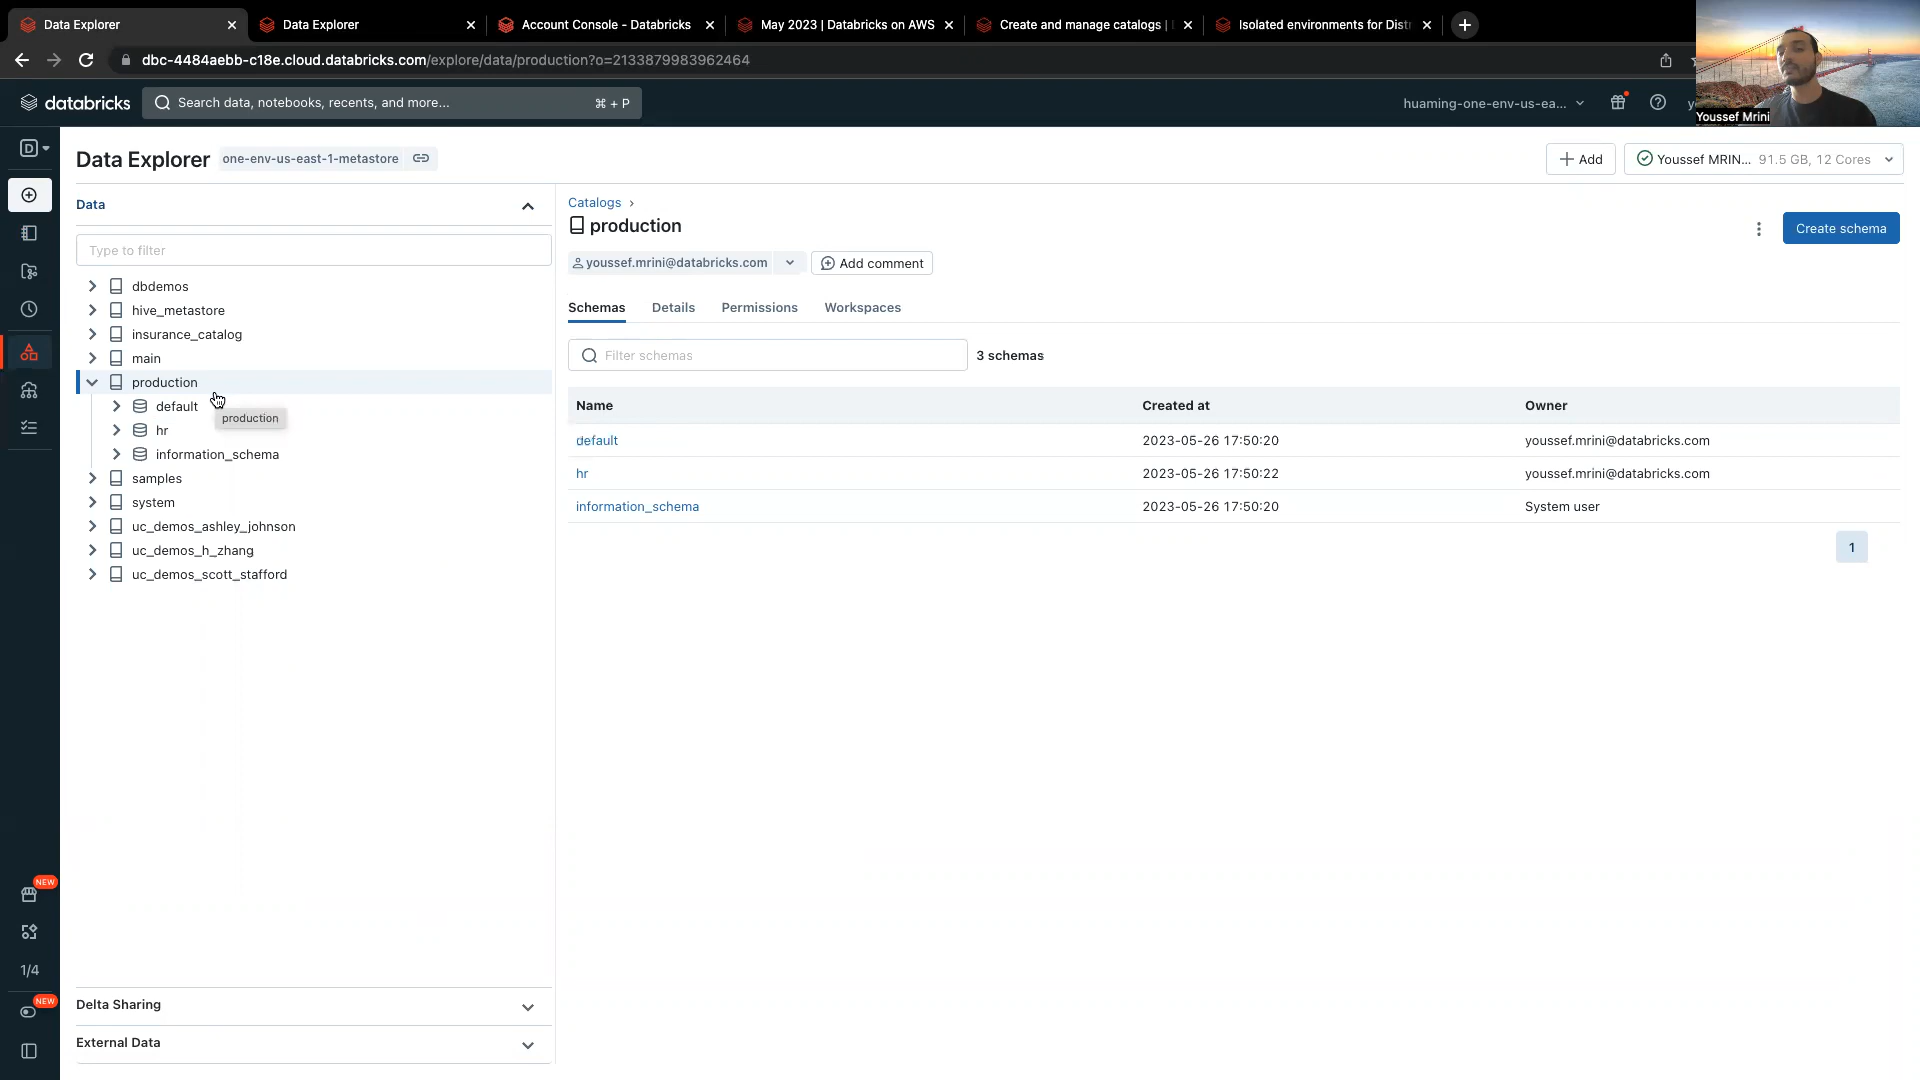 Data Explorer
Data Explorer
Account Console - Databricks
May 2023 | Databricks on AWS
Create and manage catalogs |
Isolated environments for Distr
dbc-4484aebb-c18e.cloud.databricks.com/explore/data/production?o=2133879983962464
Youssef Mrini
databricks
Search data, notebooks, recents, and more...
⌘ + P
huaming-one-env-us-ea...
D
Data Explorer
one-env-us-east-1-metastore
Add
Youssef MRIN... 91.5 GB, 12 Cores
Data
Type to filter
dbdemos
hive_metastore
insurance_catalog
main
production
default
production
hr
information_schema
samples
system
uc_demos_ashley_johnson
uc_demos_h_zhang
uc_demos_scott_stafford
Catalogs ›
production
Create schema
youssef.mrini@databricks.com
Add comment
Schemas
Details
Permissions
Workspaces
Filter schemas
3 schemas
Name Created at Owner
default 2023-05-26 17:50:20 youssef.mrini@databricks.com
hr 2023-05-26 17:50:22 youssef.mrini@databricks.com
information_schema 2023-05-26 17:50:20 System user
1
NEW
1/4
NEW
Delta Sharing
External Data